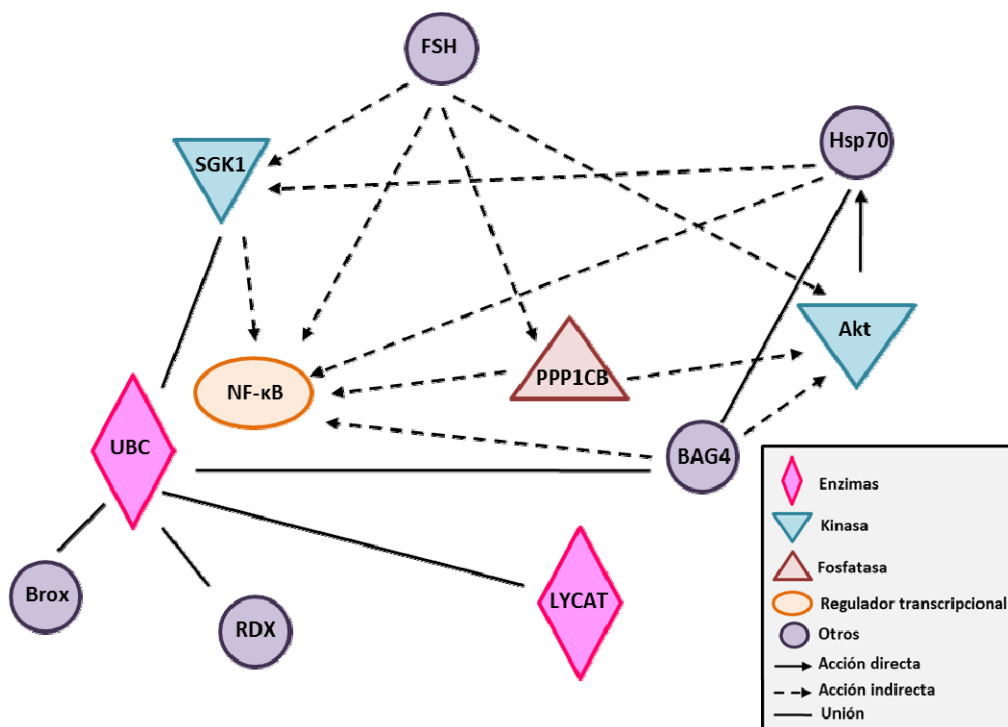 FSH
Hsp70
SGK1
Akt
PPP1CB
NF-κB
UBC
BAG4
Brox
RDX
LYCAT
Enzimas
Kinasa
Fosfatasa
Regulador transcripcional
Otros
Acción directa
Acción indirecta
Unión